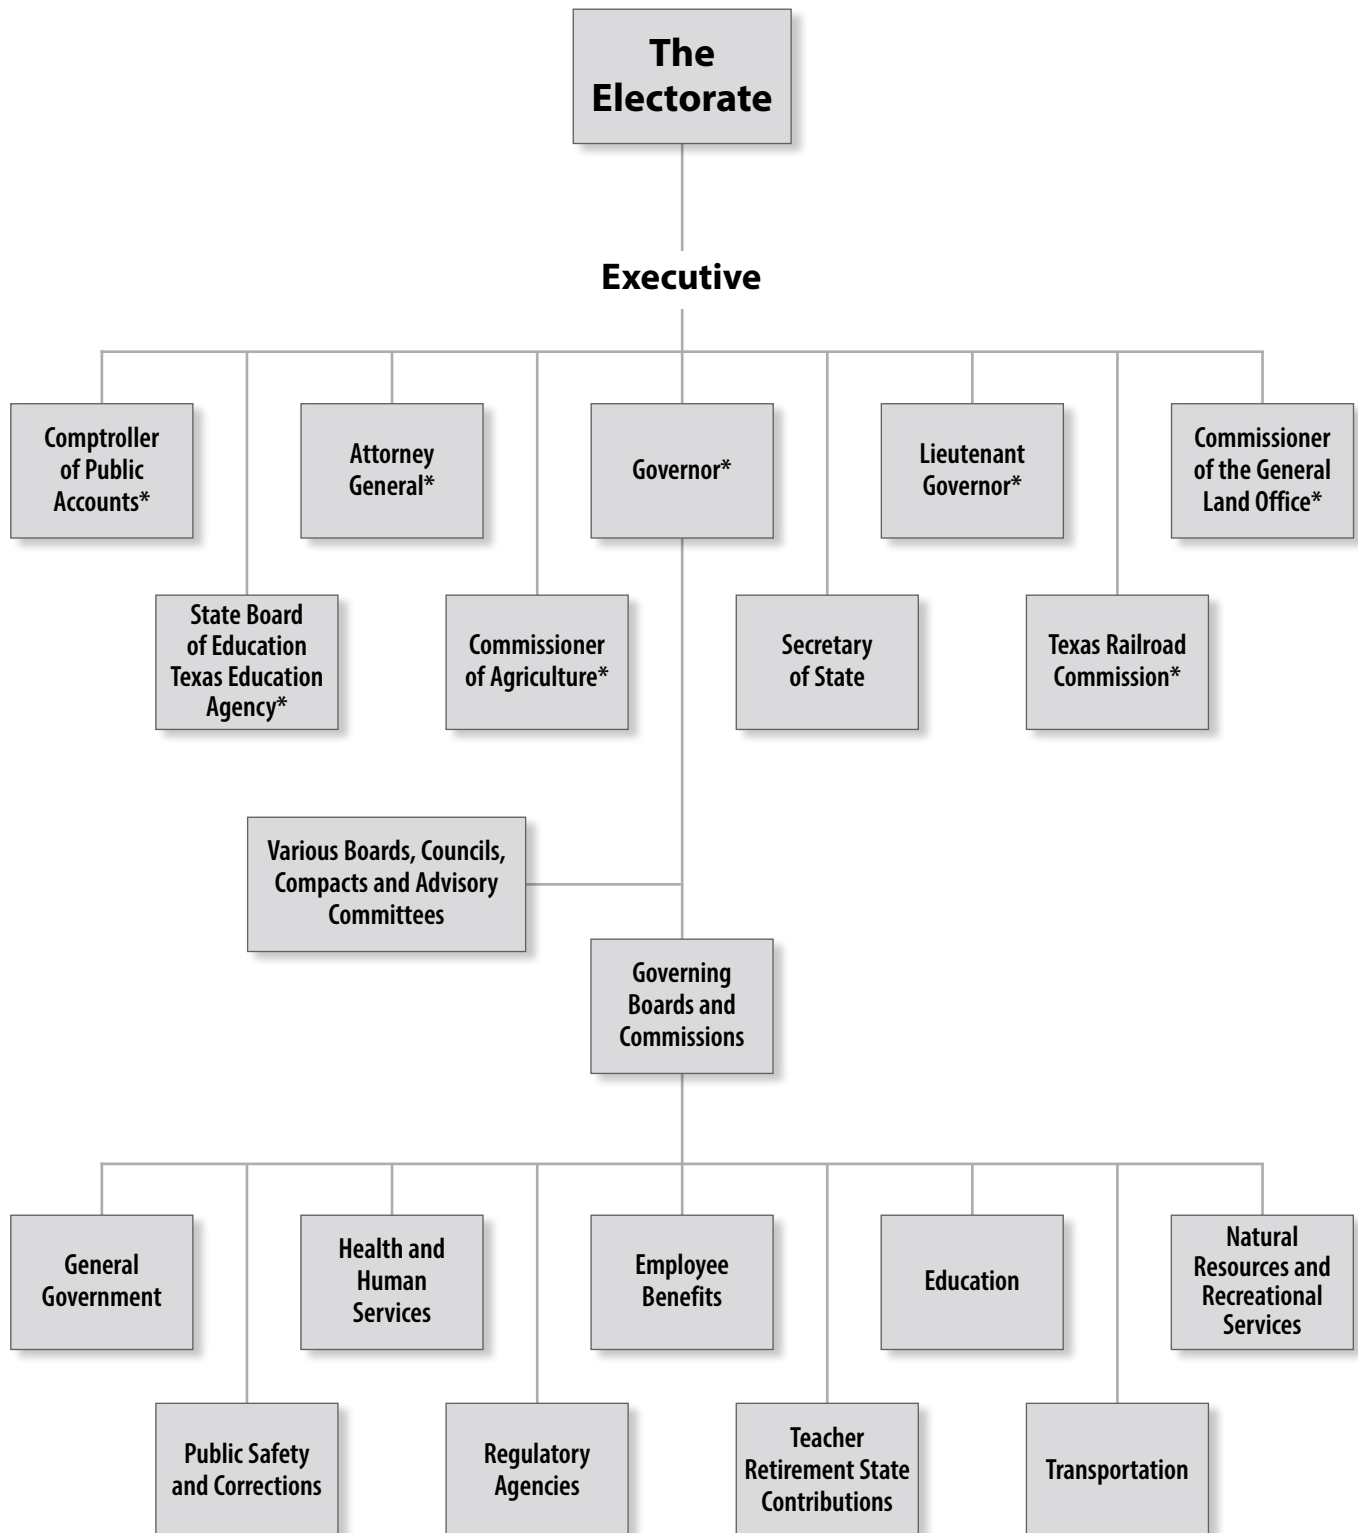 The
Electorate
Executive
Comptroller
of Public
Accounts*
Attorney
General*
Governor*
Lieutenant
Governor*
Commissioner
of the General
Land Office*
State Board
of Education
Texas Education
Agency*
Commissioner
of Agriculture*
Secretary
of State
Texas Railroad
Commission*
Various Boards, Councils,
Compacts and Advisory
Committees
Governing
Boards and
Commissions
General
Government
Health and
Human
Services
Employee
Benefits
Education
Natural
Resources and
Recreational
Services
Public Safety
and Corrections
Regulatory
Agencies
Teacher
Retirement State
Contributions
Transportation